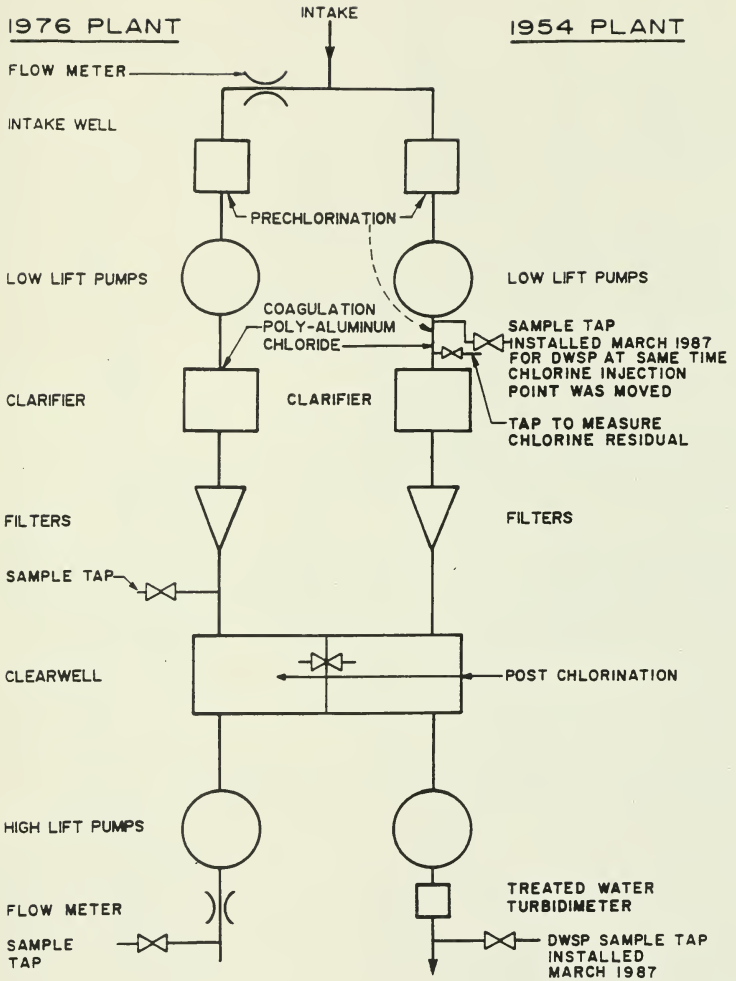 INTAKE
1976 PLANT
1954 PLANT
FLOW METER
INTAKE WELL
PRECHLORINATION
LOW LIFT PUMPS
LOW LIFT PUMPS
COAGULATION
POLY-ALUMINUM
CHLORIDE
SAMPLE TAP
INSTALLED MARCH 1987
FOR DWSP AT SAME TIME
CHLORINE INJECTION
POINT WAS MOVED
CLARIFIER
CLARIFIER
TAP TO MEASURE
CHLORINE RESIDUAL
FILTERS
FILTERS
SAMPLE TAP
CLEARWELL
POST CHLORINATION
HIGH LIFT PUMPS
TREATED WATER
TURBIDIMETER
FLOW METER
SAMPLE
TAP
DWSP SAMPLE TAP
INSTALLED
MARCH 1987